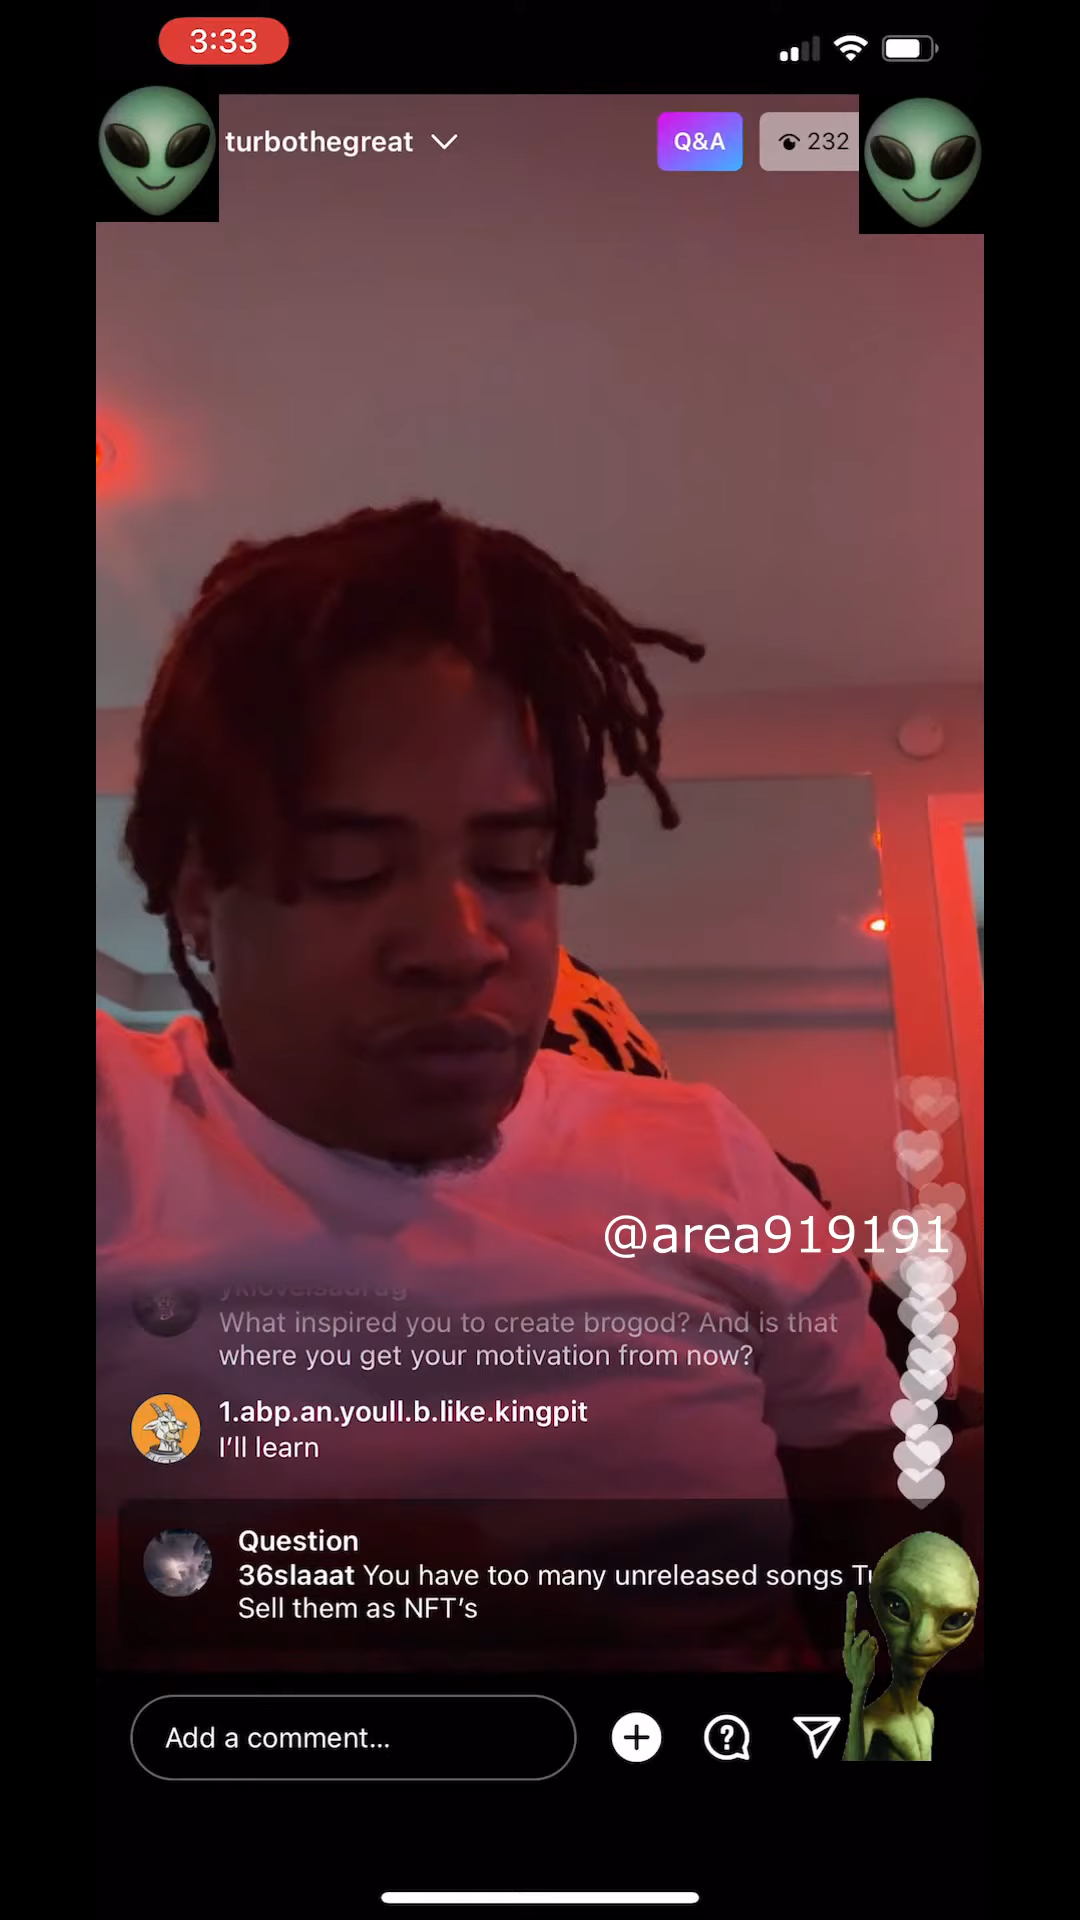 3:33
turbothegreat
Q&A
232
@area919191
What inspired you to create brogod? And is that
where you get your motivation from now?
1.abp.an.youll.b.like.kingpit
I'll learn
Question
36slaaat You have too many unreleased songs
Sell them as NFT's
Add a comment...